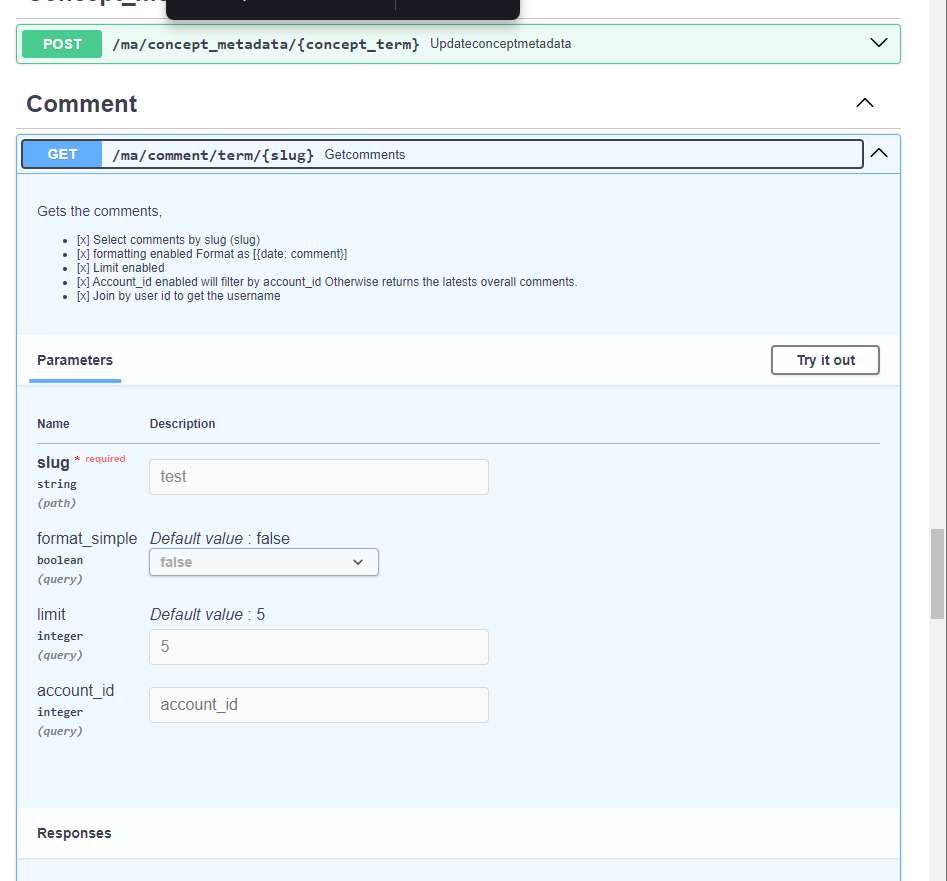 POST /ma/concept_metadata/{concept_term} Updateconceptmetadata
Comment
GET /ma/comment/term/{slug} Getcomments
Gets the comments,
[x] Select comments by slug (slug)
[x] formatting enabled Format as [{date: comment}]
[x] Limit enabled
[x] Account_id enabled will filter by account_id Otherwise returns the latests overall comments.
[x] Join by user id to get the username
Parameters
Try it out
Name Description
slug * required
string
(path)
test
format_simple
boolean
(query)
Default value : false
false
limit
integer
(query)
Default value : 5
5
account_id
integer
(query)
account_id
Responses